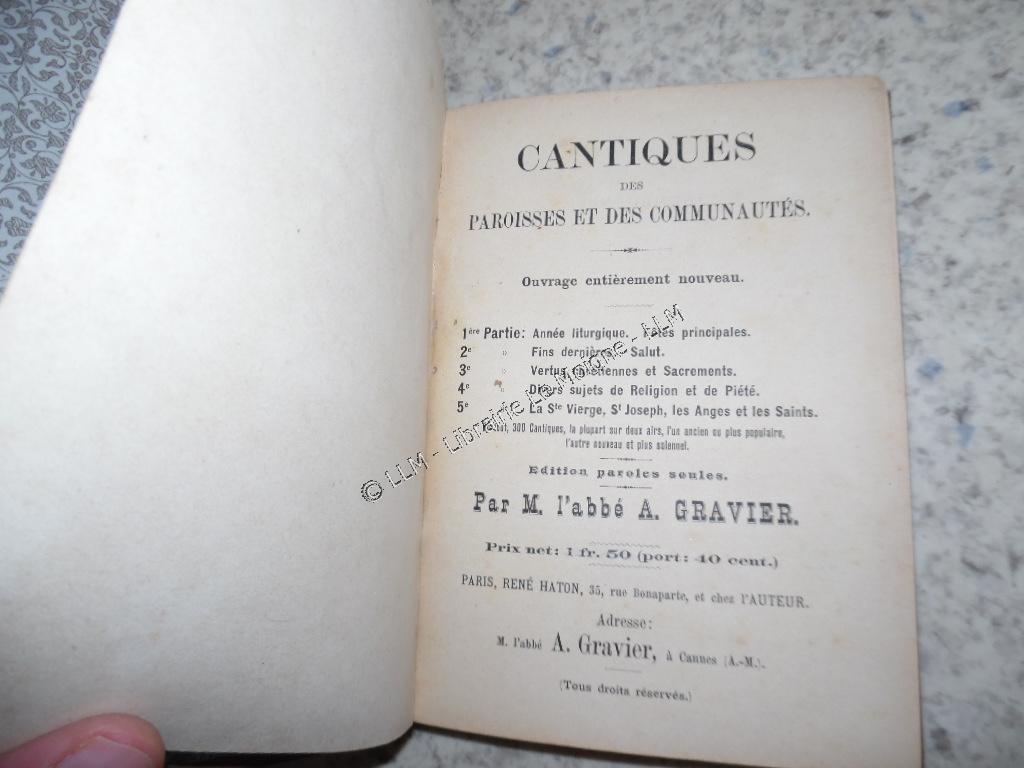 CANTIQUES
DES
PAROISSES ET DES COMMUNAUTÉS.
Ouvrage entièrement nouveau.
1ère Partie: Année liturgique. Fêtes principales.
2e » Fins dernières. Salut.
3e » Vertus chrétiennes et Sacrements.
4e » Divers sujets de Religion et de Piété.
5e » La Ste Vierge, St Joseph, les Anges et les Saints.
300 Cantiques, la plupart sur deux airs, l'un ancien ou plus populaire,
l'autre nouveau et plus solennel.
Edition paroles seules.
Par M. l'abbé A. GRAVIER.
Prix net: 1 fr. 50 (port: 40 cent.)
PARIS, RENÉ HATON, 35, rue Bonaparte, et chez l'AUTEUR.
Adresse:
M. l'abbé A. Gravier, à Cannes (A.-M.).
(Tous droits réservés.)
© LLM - Librairie Le Moigne - LLM